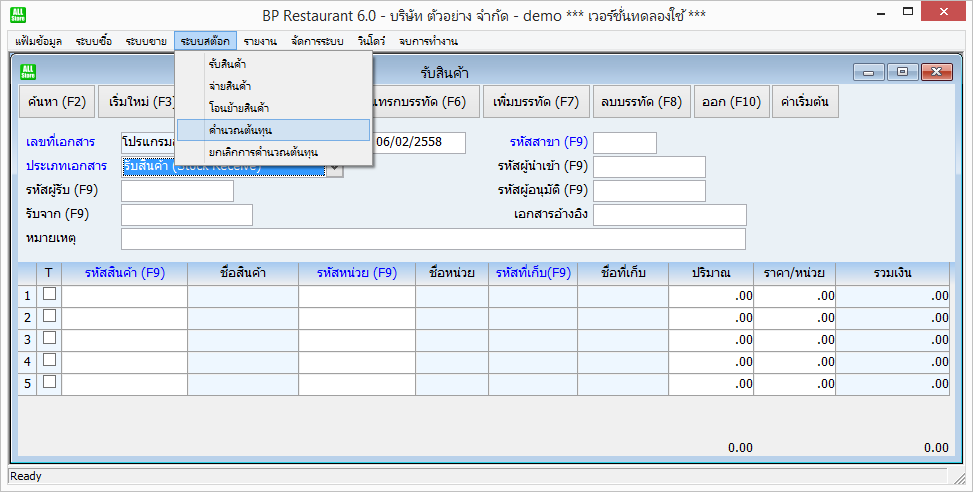 ALL
Store
BP Restaurant 6.0 - บริษัท ตัวอย่าง จำกัด - demo *** เวอร์ชั่นทดลองใช้ ***
แฟ้มข้อมูล ระบบซื้อ ระบบขาย ระบบสต๊อก รายงาน จัดการระบบ วินโดว์ จบการทำงาน
รับสินค้า
จ่ายสินค้า
โอนย้ายสินค้า
คำนวณต้นทุน
ยกเลิกการคำนวณต้นทุน
ALL
Store
รับสินค้า
ค้นหา (F2) เริ่มใหม่ (F3) แทรกบรรทัด (F6) เพิ่มบรรทัด (F7) ลบบรรทัด (F8) ออก (F10) ค่าเริ่มต้น
เลขที่เอกสาร 06/02/2558 รหัสสาขา (F9)
ประเภทเอกสาร รับสินค้า (Stock Receive) รหัสผู้นำเข้า (F9)
รหัสผู้รับ (F9) รหัสผู้อนุมัติ (F9)
รับจาก (F9) เอกสารอ้างอิง
หมายเหตุ
T รหัสสินค้า (F9) ชื่อสินค้า รหัสหน่วย (F9) ชื่อหน่วย รหัสที่เก็บ(F9) ชื่อที่เก็บ ปริมาณ ราคา/หน่วย รวมเงิน
1 .00 .00 .00
2 .00 .00 .00
3 .00 .00 .00
4 .00 .00 .00
5 .00 .00 .00
0.00 0.00
Ready